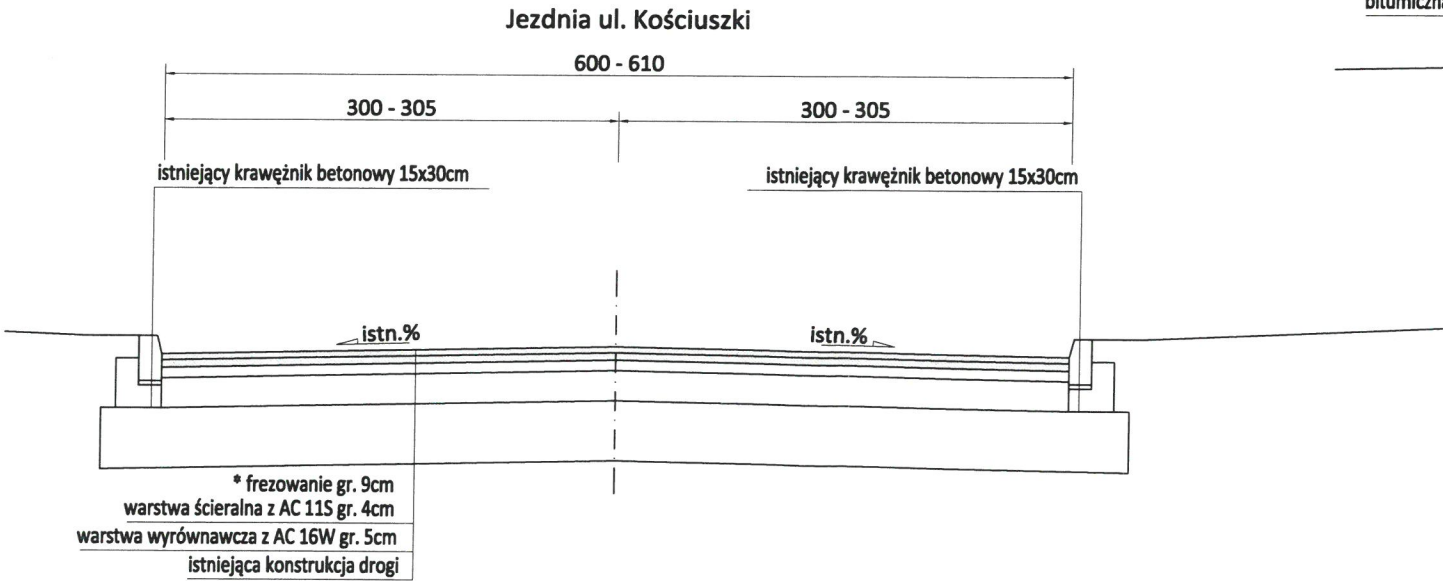 Jezdnia ul. Kościuszki
600 - 610
300 - 305
300 - 305
istniejący krawężnik betonowy 15x30cm
istniejący krawężnik betonowy 15x30cm
istn.%
istn.%
* frezowanie gr. 9cm
warstwa ścieralna z AC 11S gr. 4cm
warstwa wyrównawcza z AC 16W gr. 5cm
istniejąca konstrukcja drogi